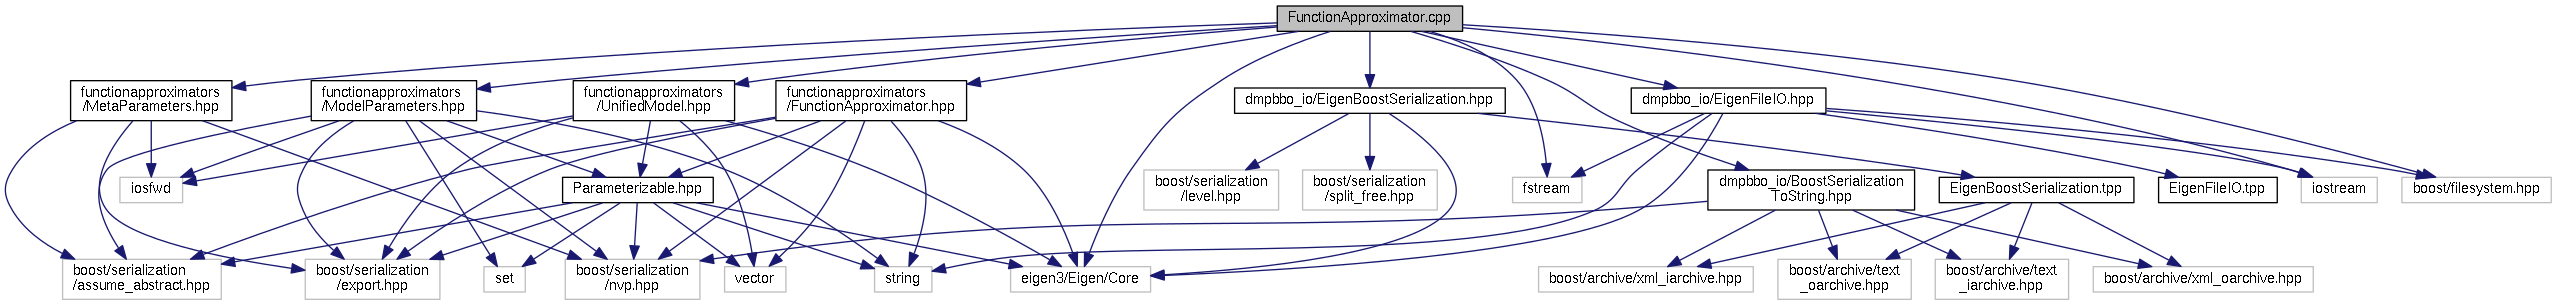 FunctionApproximator.cpp
functionapproximators
/MetaParameters.hpp
functionapproximators
/ModelParameters.hpp
functionapproximators
/UnifiedModel.hpp
functionapproximators
/FunctionApproximator.hpp
dmpbbo_io/EigenBoostSerialization.hpp
dmpbbo_io/EigenFileIO.hpp
iosfwd
Parameterizable.hpp
boost/serialization
/level.hpp
boost/serialization
/split_free.hpp
fstream
dmpbbo_io/BoostSerialization
ToString.hpp
EigenBoostSerialization.tpp
EigenFileIO.tpp
iostream
boost/filesystem.hpp
boost/serialization
/assume_abstract.hpp
boost/serialization
/export.hpp
set
boost/serialization
/nvp.hpp
vector
string
eigen3/Eigen/Core
boost/archive/xml_iarchive.hpp
boost/archive/text
_oarchive.hpp
boost/archive/text
_iarchive.hpp
boost/archive/xml_oarchive.hpp